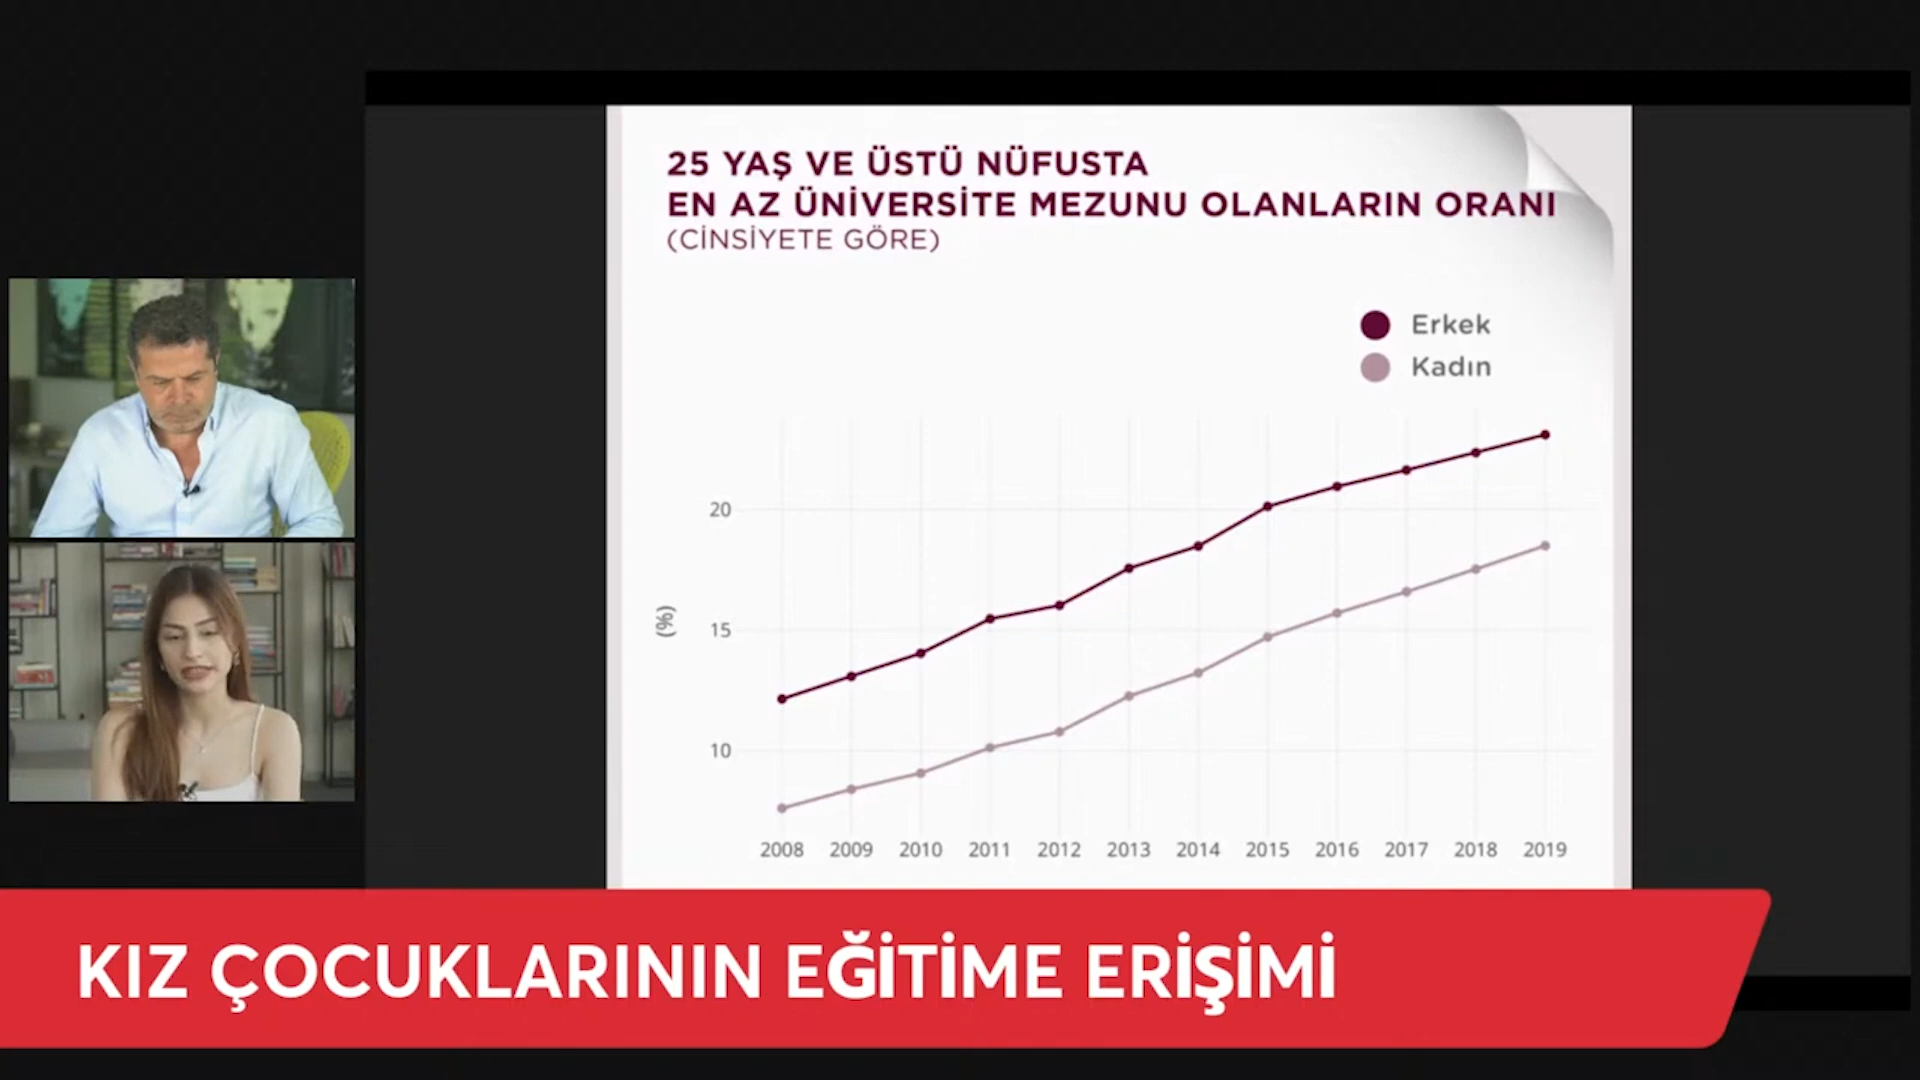 25 YAŞ VE ÜSTÜ NÜFUSTA
EN AZ ÜNİVERSİTE MEZUNU OLANLARIN ORANI
(CİNSİYETE GÖRE)
Erkek
Kadın
20
15
10
(%)
2008 2009 2010 2011 2012 2013 2014 2015 2016 2017 2018 2019
KIZ ÇOCUKLARININ EĞİTİME ERİŞİMİ